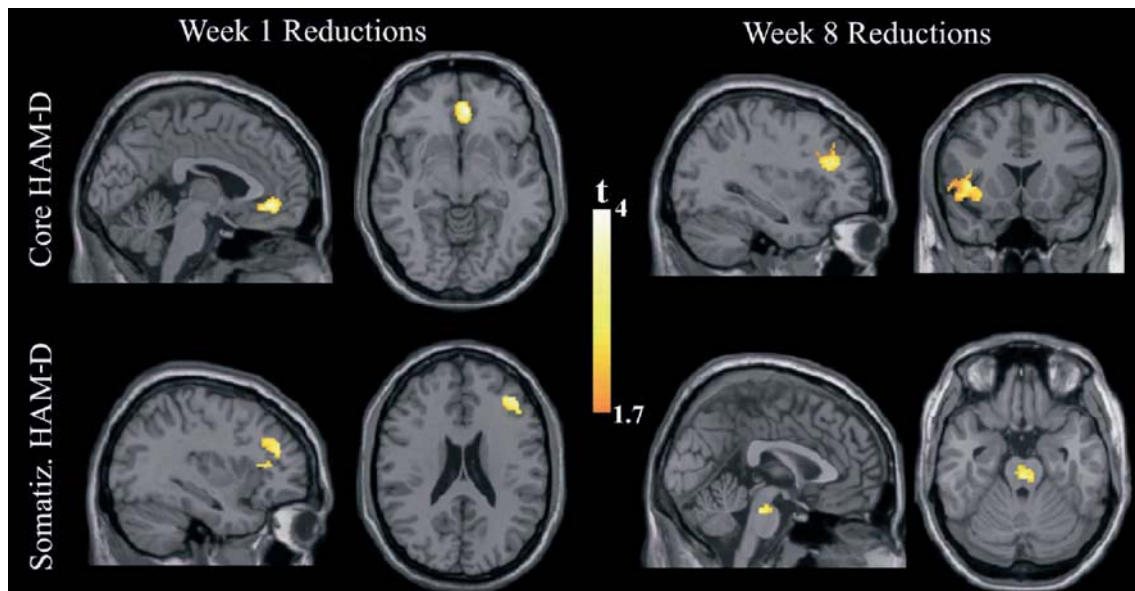 Week 1 Reductions
Week 8 Reductions
Core HAM-D
t
4
1.7
Somatiz. HAM-D